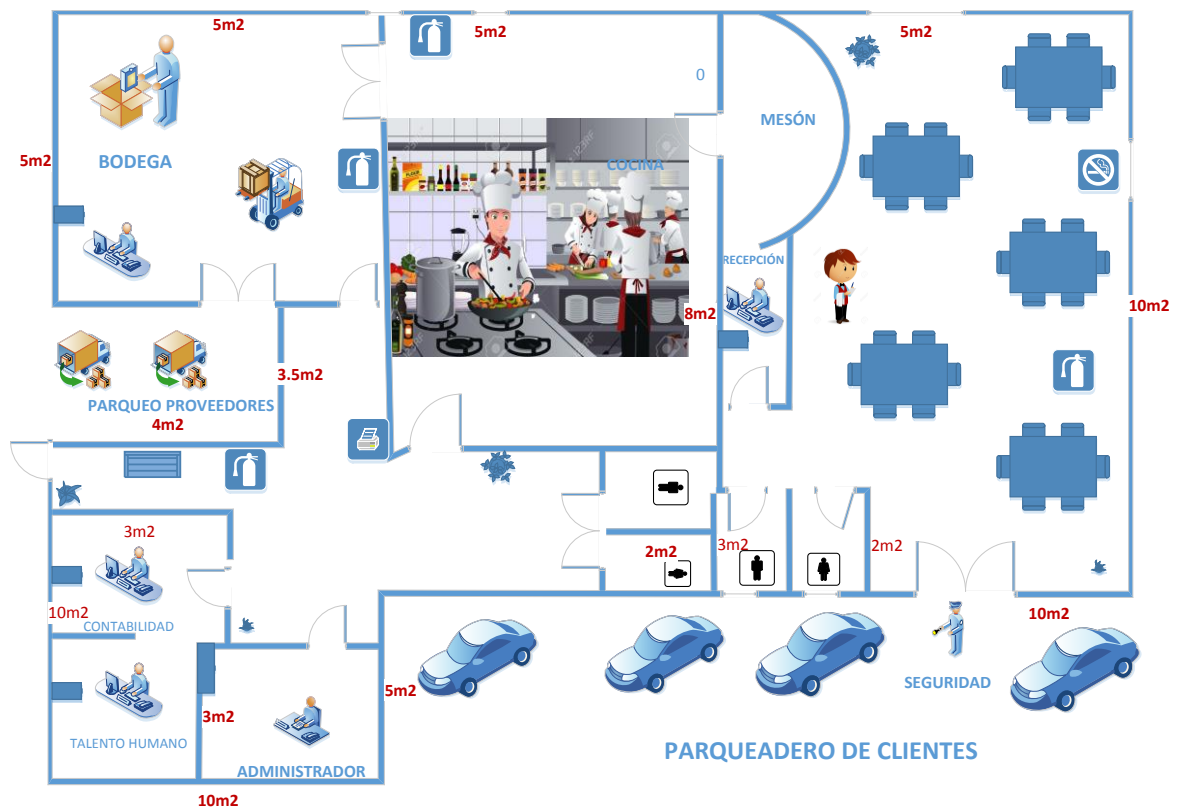 5m2
5m2
5m2
0
MESÓN
5m2
BODEGA
COCINA
RECEPCIÓN
8m2
10m2
3.5m2
PARQUEO PROVEEDORES
4m2
3m2
2m2
3m2
2m2
10m2
CONTABILIDAD
10m2
SEGURIDAD
5m2
3m2
TALENTO HUMANO
ADMINISTRADOR
PARQUEADERO DE CLIENTES
10m2